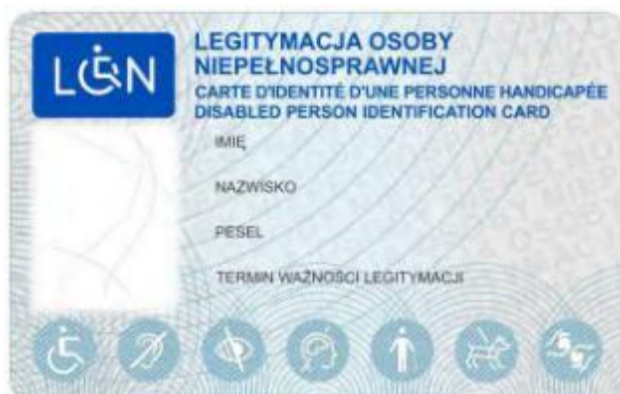 LEGITYMACJA OSOBY
NIEPEŁNOSPRAWNEJ
CARTE D'IDENTITÉ D'UNE PERSONNE HANDICAPÉE
DISABLED PERSON IDENTIFICATION CARD
IMIĘ
NAZWISKO
PESEL
TERMIN WAŻNOŚCI LEGITYMACJI